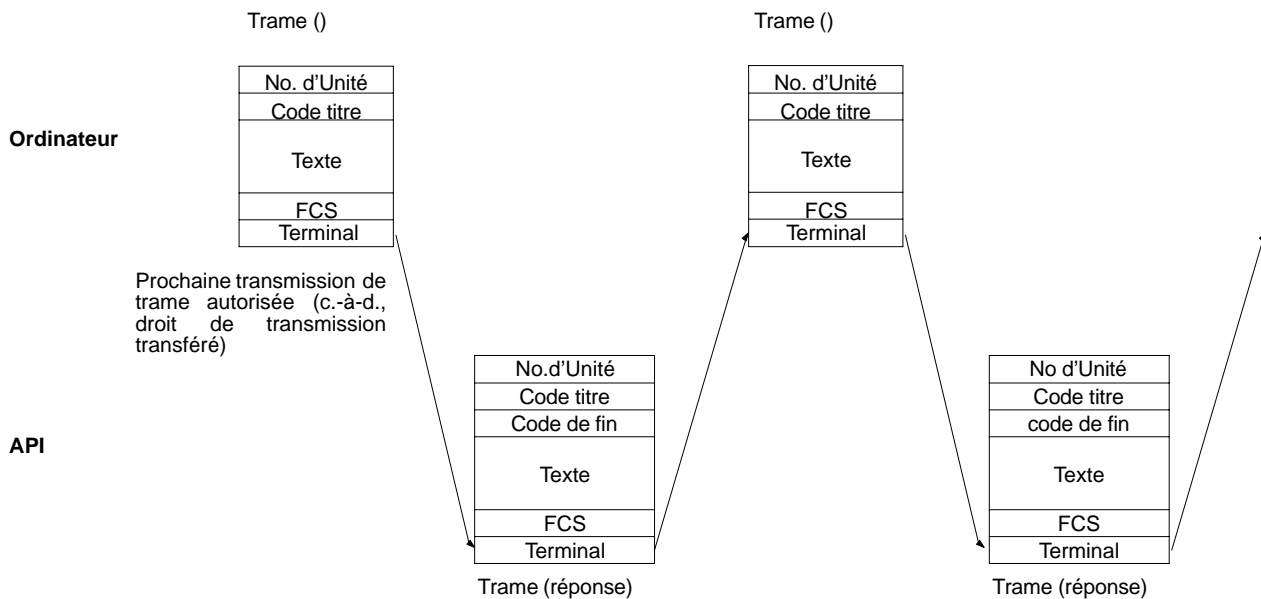 Trame ()
No. d'Unité
Code titre
Texte
FCS
Terminal
Trame ()
No. d'Unité
Code titre
Texte
FCS
Terminal
Ordinateur
Prochaine transmission de
trame autorisée (c.-à-d.,
droit de transmission
transféré)
API
No.d'Unité
Code titre
Code de fin
Texte
FCS
Terminal
Trame (réponse)
No d'Unité
Code titre
code de fin
Texte
FCS
Terminal
Trame (réponse)